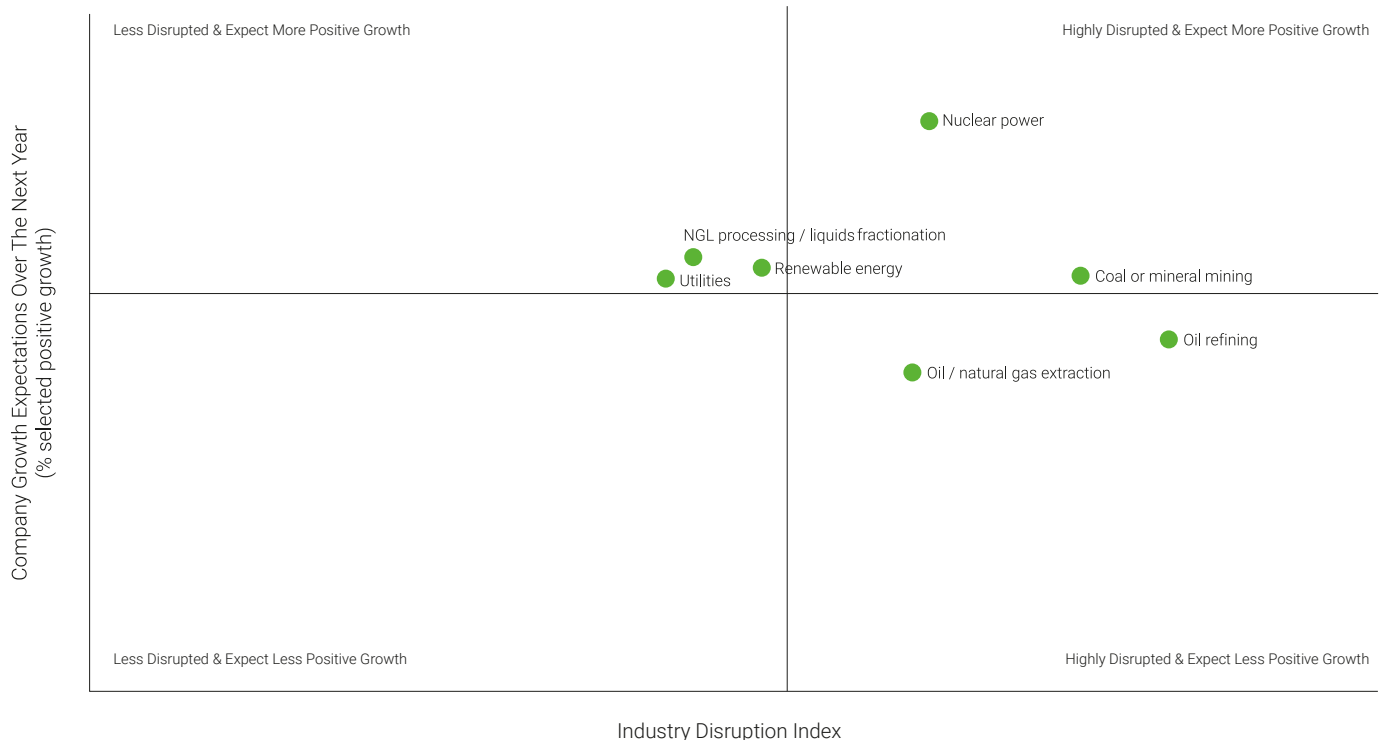 Less Disrupted & Expect More Positive Growth
Highly Disrupted & Expect More Positive Growth
Company Growth Expectations Over The Next Year
(% selected positive growth)
Nuclear power
NGL processing / liquids fractionation
Renewable energy
Utilities
Coal or mineral mining
Oil refining
Oil / natural gas extraction
Less Disrupted & Expect Less Positive Growth
Highly Disrupted & Expect Less Positive Growth
Industry Disruption Index